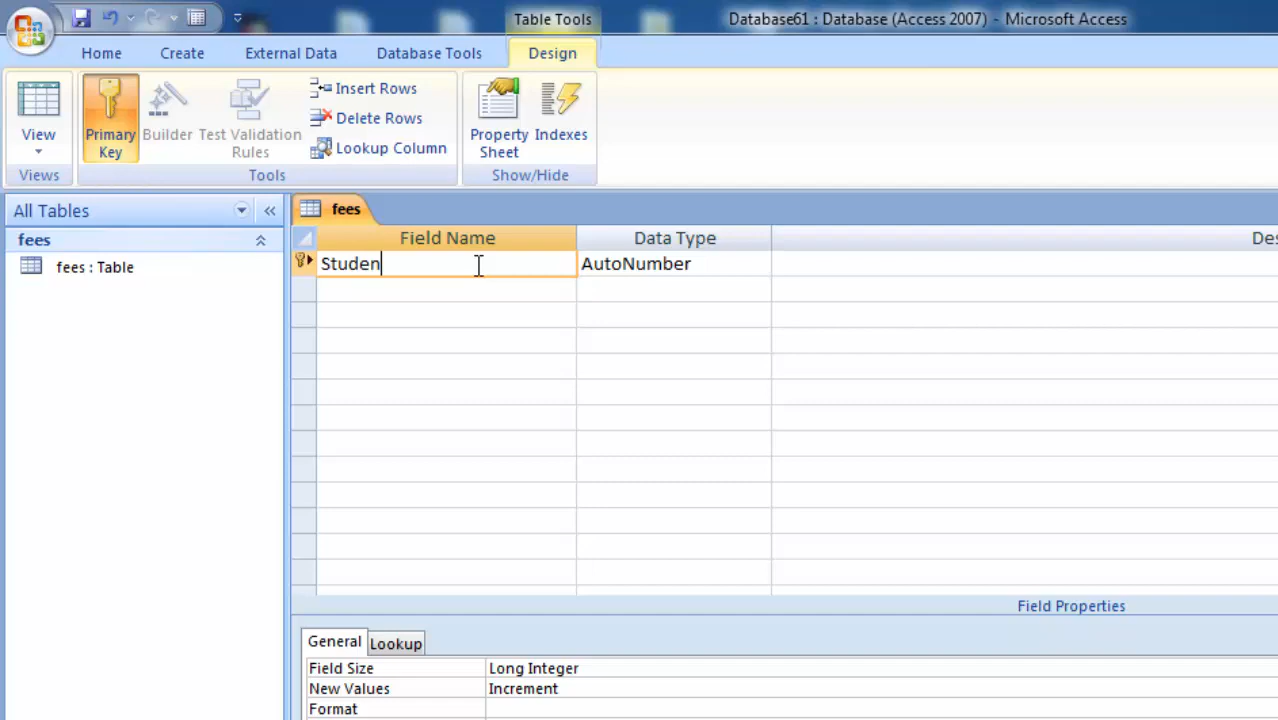 Table Tools
Database61 : Database (Access 2007) - Microsoft Access
Home
Create
External Data
Database Tools
Design
View
Primary
Key
Builder
Test Validation
Rules
Insert Rows
Delete Rows
Lookup Column
Property
Sheet
Indexes
Views
Tools
Show/Hide
All Tables
fees
fees
fees : Table
Field Name
Data Type
Des
Studen
AutoNumber
Field Properties
General
Lookup
Field Size
Long Integer
New Values
Increment
Format